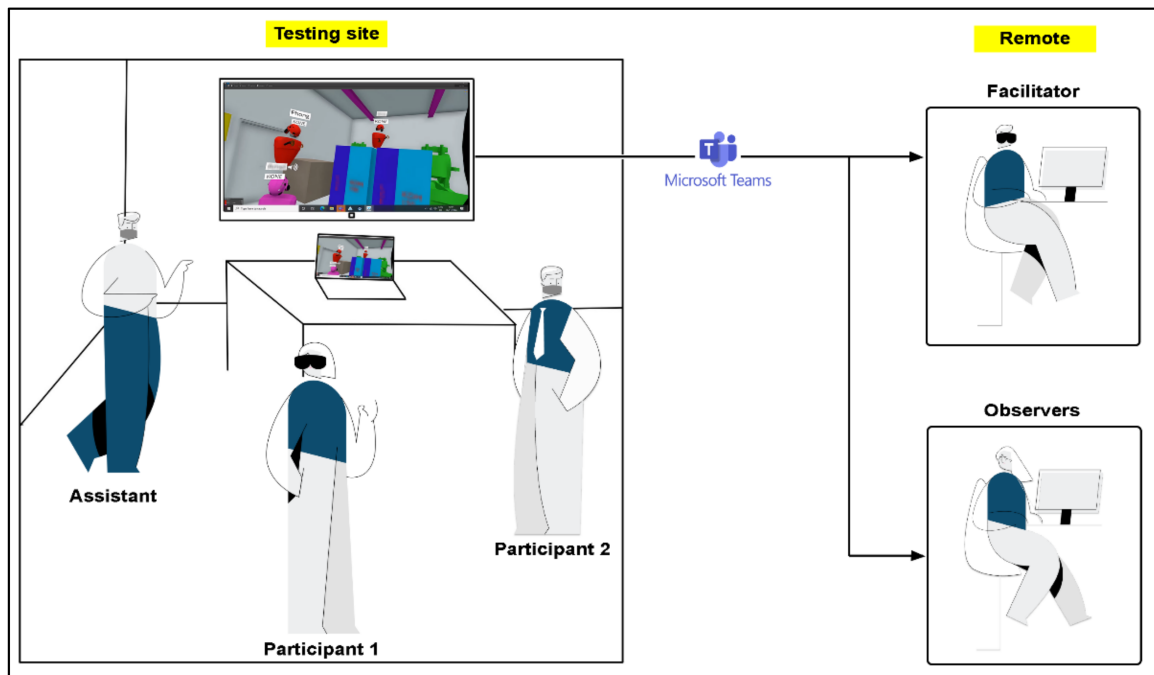 Testing site
Remote
Facilitator
Microsoft Teams
Observers
Assistant
Participant 2
Participant 1